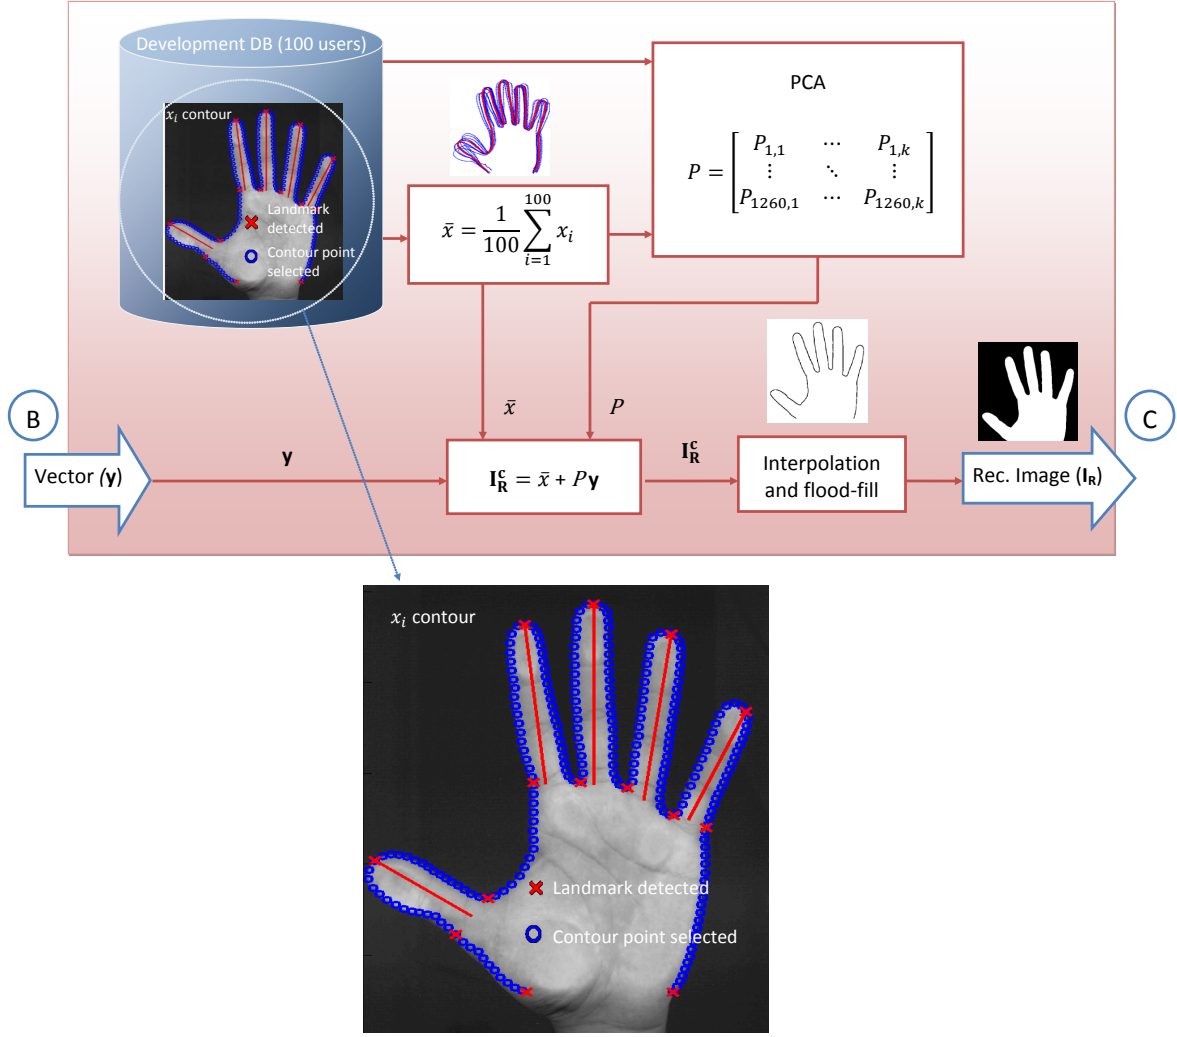 Development DB (100 users)
x_i contour
Landmark
detected
Contour point
selected
x̄ = 1/100 ∑_{i=1}^{100} x_i
PCA
P = [P_{1,1} ⋯ P_{1,k}
⋮ ⋱ ⋮
P_{1260,1} ⋯ P_{1260,k}]
x̄
P
B
Vector (y)
y
I_R^c = x̄ + Py
I_R^c
Interpolation
and flood-fill
Rec. Image (I_R)
C
x_i contour
Landmark detected
Contour point selected